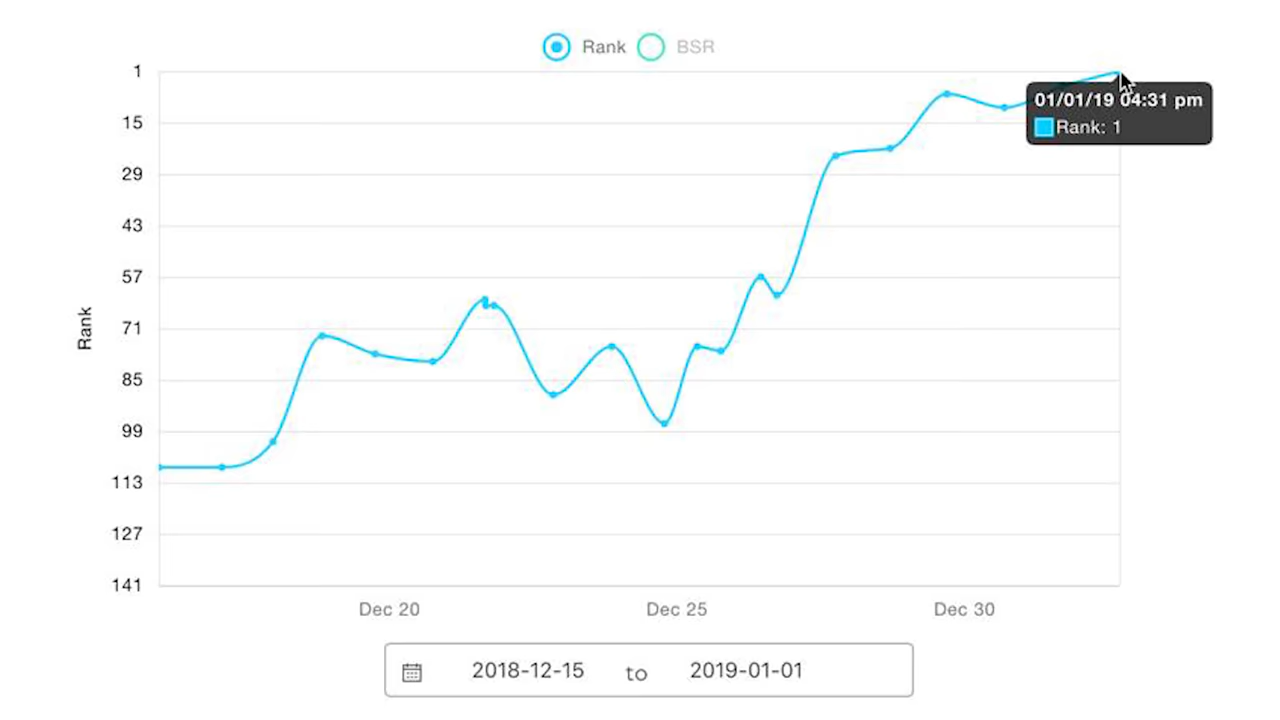 Rank BSR
1
01/01/19 04:31 pm
Rank: 1
15
29
43
57
Rank
71
85
99
113
127
141
Dec 20 Dec 25 Dec 30
2018-12-15 to 2019-01-01